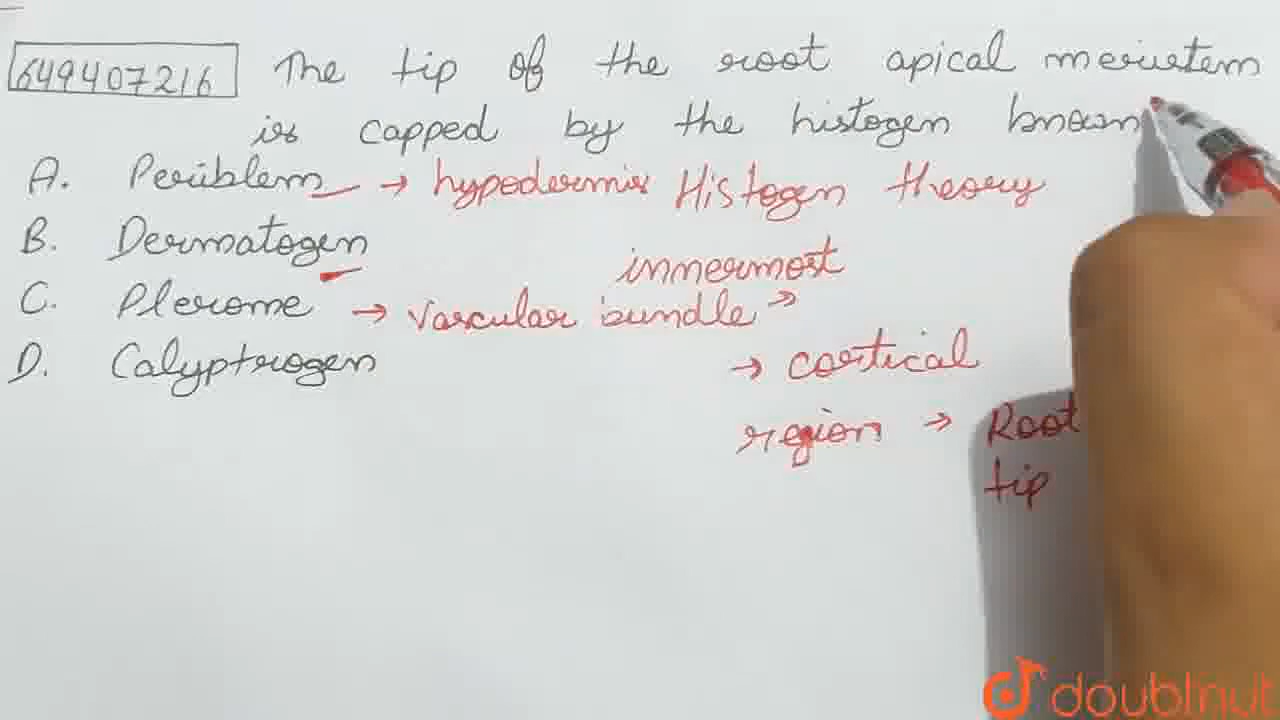 649407216 The tip of the root apical meristem
is capped by the histogen known
A. Periblem → hypodermis Histogen theory
B. Dermatogen
innermost
C. Plerome → vascular bundle →
D. Calyptrogen → cortical
region → Root
tip
doubtnut